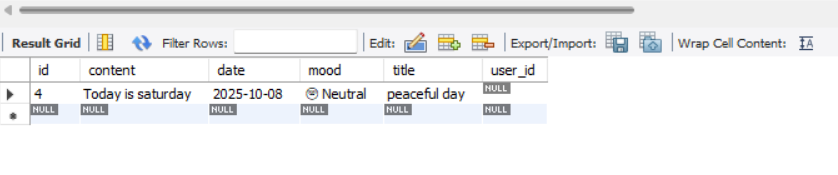 Result Grid Filter Rows: Edit: Export/Import: Wrap Cell Content: IA
id content date mood title user_id
4 Today is saturday 2025-10-08 😐 Neutral peaceful day NULL
NULL NULL NULL NULL NULL NULL